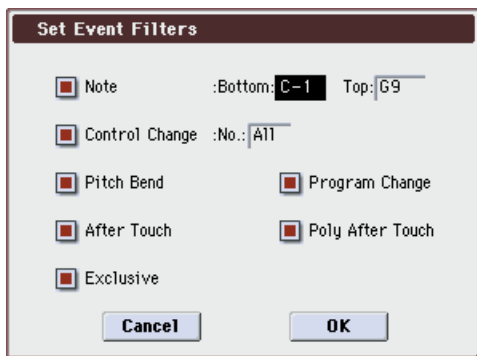 Set Event Filters
Note :Bottom: C-1 Top: G9
Control Change :No.: All
Pitch Bend Program Change
After Touch Poly After Touch
Exclusive
Cancel OK